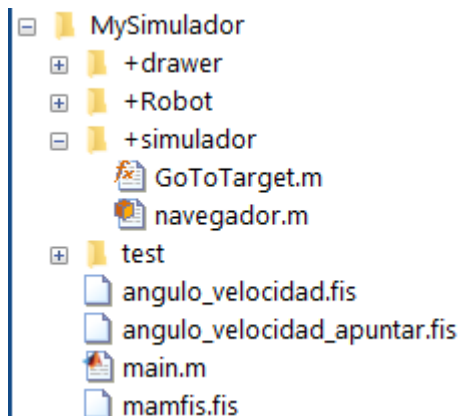 MySimulador
+drawer
+Robot
+simulador
GoToTarget.m
navegador.m
test
angulo_velocidad.fis
angulo_velocidad_apuntar.fis
main.m
mamfis.fis